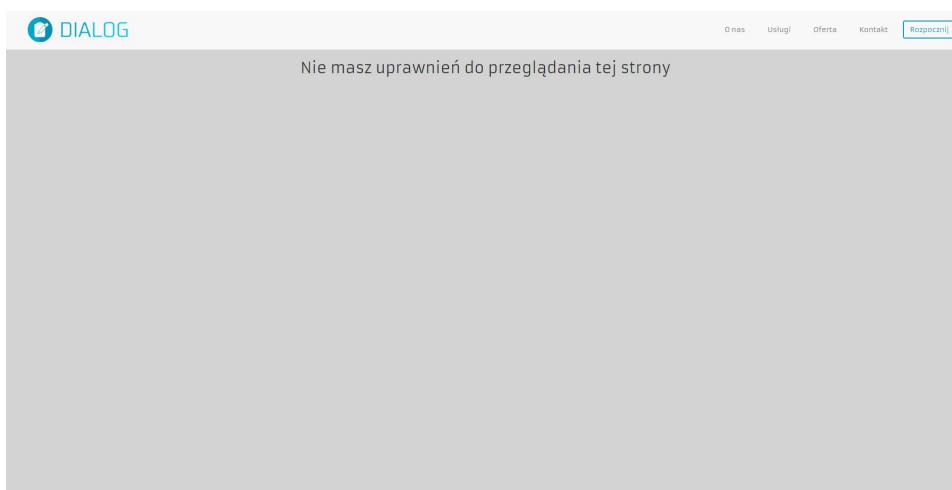 DIALOG
O nas
Usługi
Oferta
Kontakt
Rozpocznij
Nie masz uprawnień do przeglądania tej strony